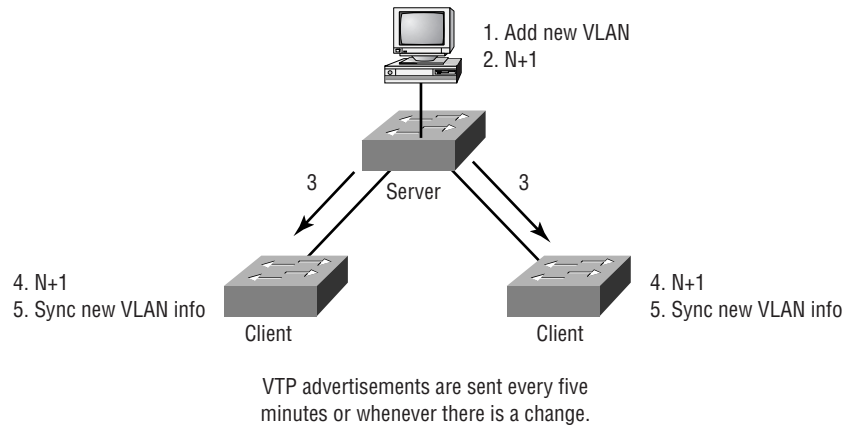 1. Add new VLAN
2. N+1
3
3
Server
4. N+1
5. Sync new VLAN info
Client
4. N+1
5. Sync new VLAN info
Client
VTP advertisements are sent every five
minutes or whenever there is a change.